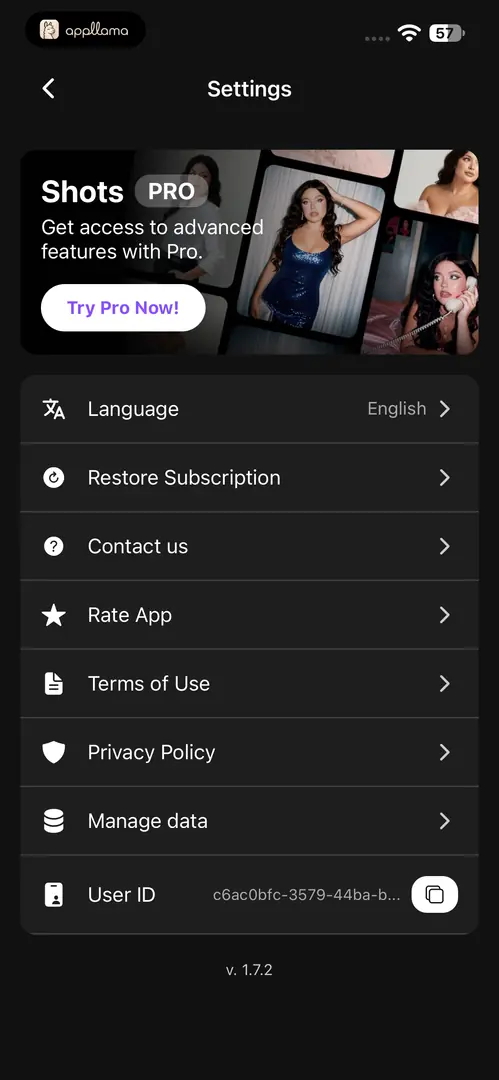 appllama
57
Settings
Shots PRO
Get access to advanced
features with Pro.
Try Pro Now!
Language English
Restore Subscription
Contact us
Rate App
Terms of Use
Privacy Policy
Manage data
User ID c6ac0bfc-3579-44ba-b...
v. 1.7.2